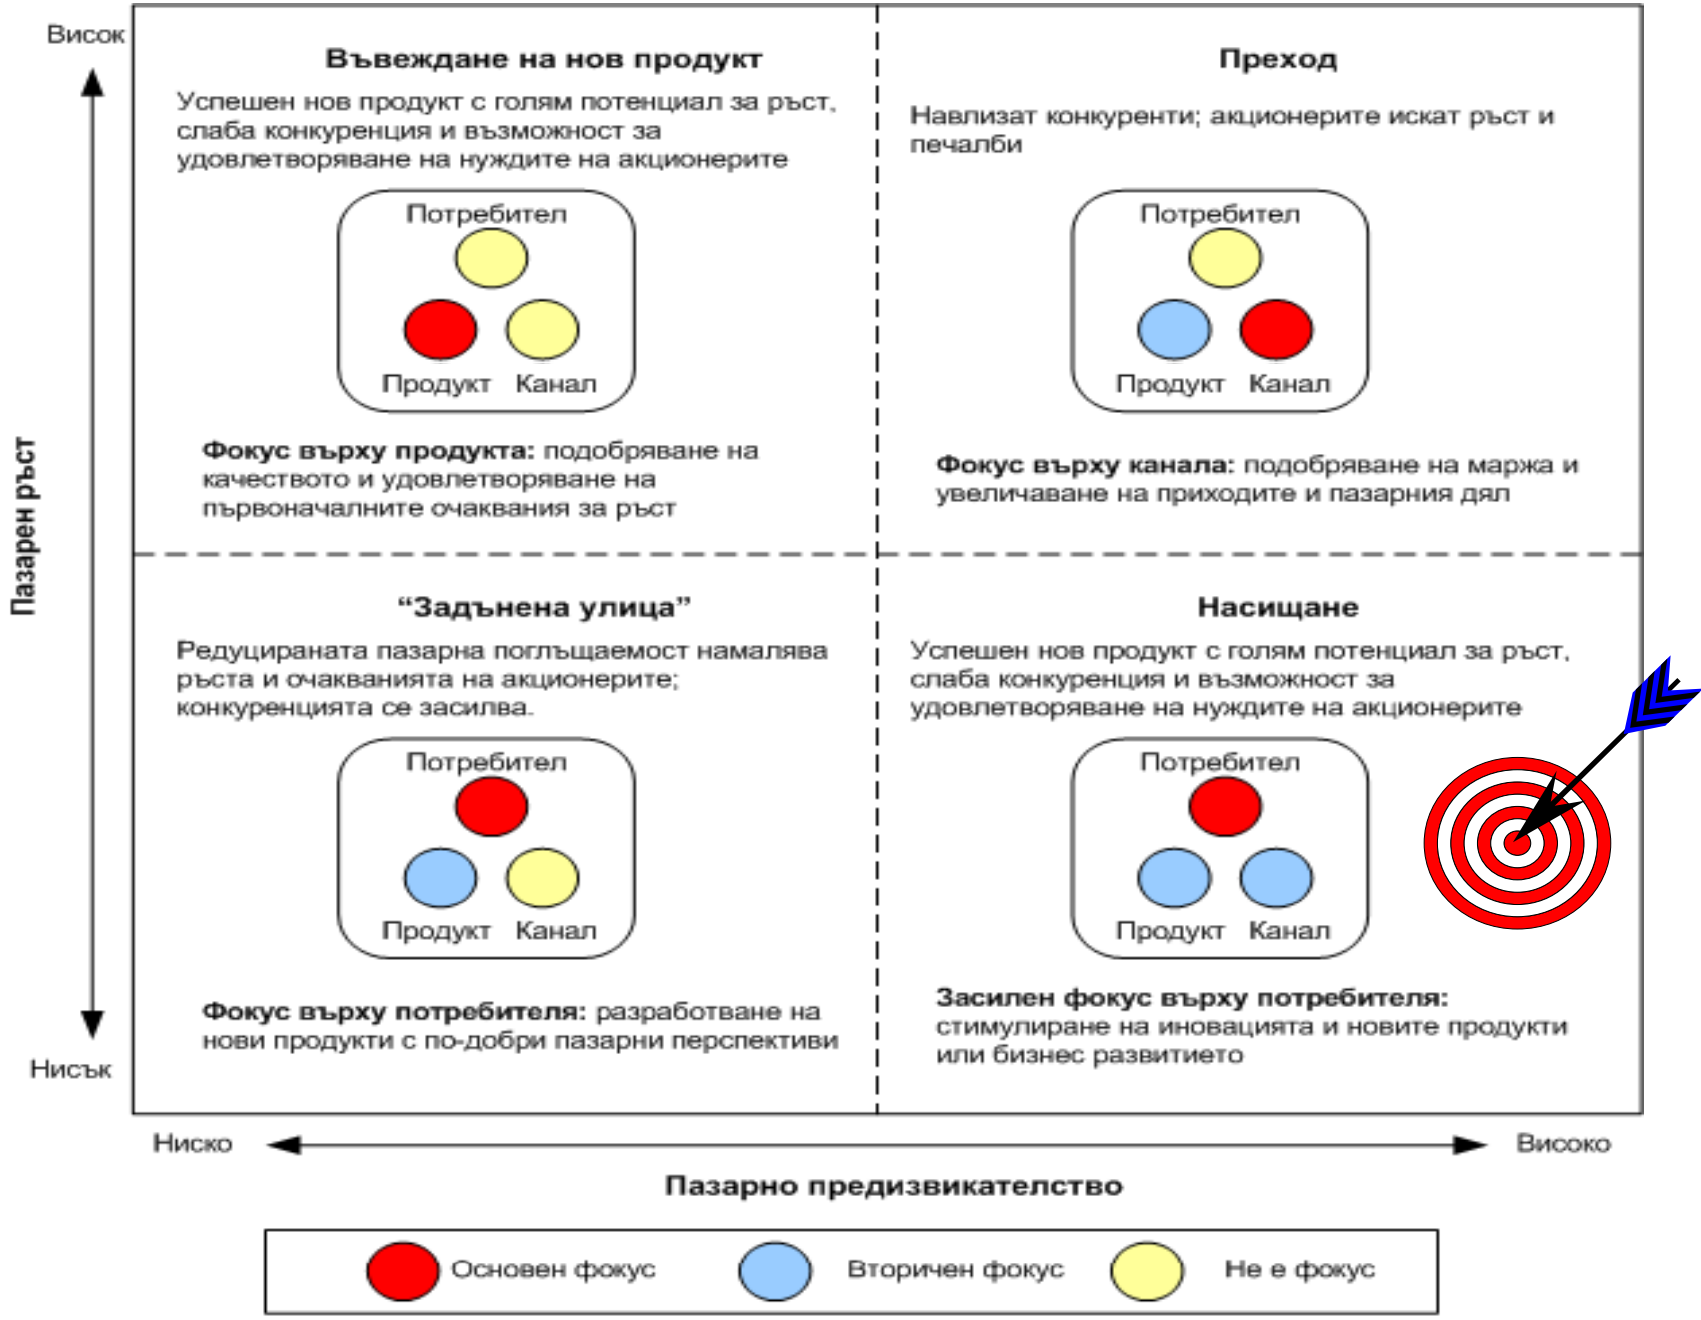 Висок
Въвеждане на нов продукт
Успешен нов продукт с голям потенциал за ръст,
слаба конкуренция и възможност за
удовлетворяване на нуждите на акционерите
Потребител
Продукт Канал
Фокус върху продукта: подобряване на
качеството и удовлетворяване на
първоначалните очаквания за ръст
Преход
Навлизат конкуренти; акционерите искат ръст и
печалби
Потребител
Продукт Канал
Фокус върху канала: подобряване на маржа и
увеличаване на приходите и пазарния дял
Пазарен ръст
“Задънена улица”
Редуцираната пазарна поглъщаемост намалява
ръста и очакванията на акционерите;
конкуренцията се засилва.
Потребител
Продукт Канал
Фокус върху потребителя: разработване на
нови продукти с по-добри пазарни перспективи
Насищане
Успешен нов продукт с голям потенциал за ръст,
слаба конкуренция и възможност за
удовлетворяване на нуждите на акционерите
Потребител
Продукт Канал
Засилен фокус върху потребителя:
стимулиране на иновацията и новите продукти
или бизнес развитието
Нисък
Ниско
Високо
Пазарно предизвикателство
Основен фокус
Вторичен фокус
Не е фокус